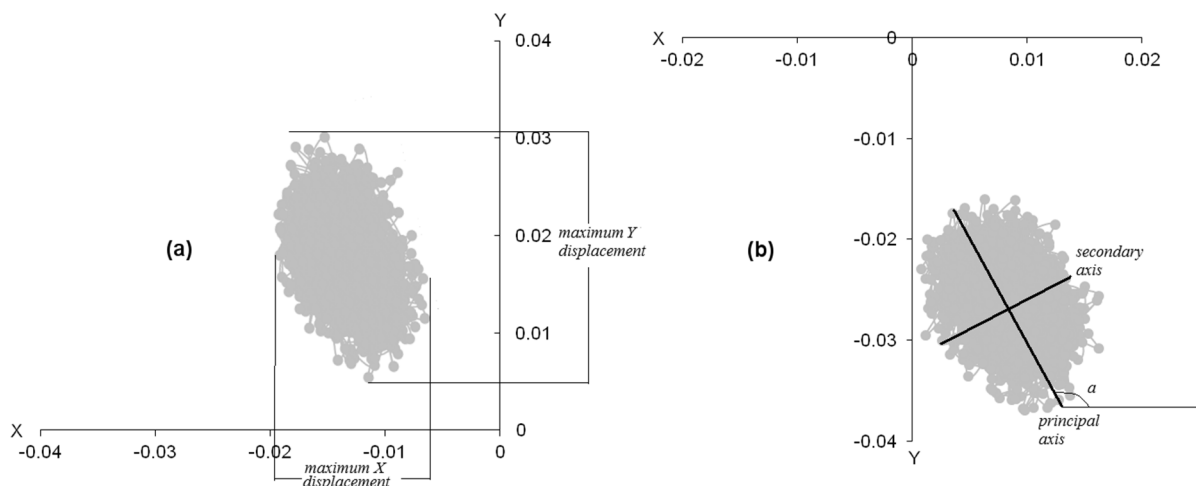 Y
0.04
0.03
0.02
0.01
0
X
-0.04
-0.03
-0.02
-0.01
0
(a)
maximum Y
displacement
maximum X
displacement
X
0
-0.02
-0.01
0
0.01
0.02
-0.01
-0.02
-0.03
-0.04
Y
(b)
secondary
axis
a
principal
axis